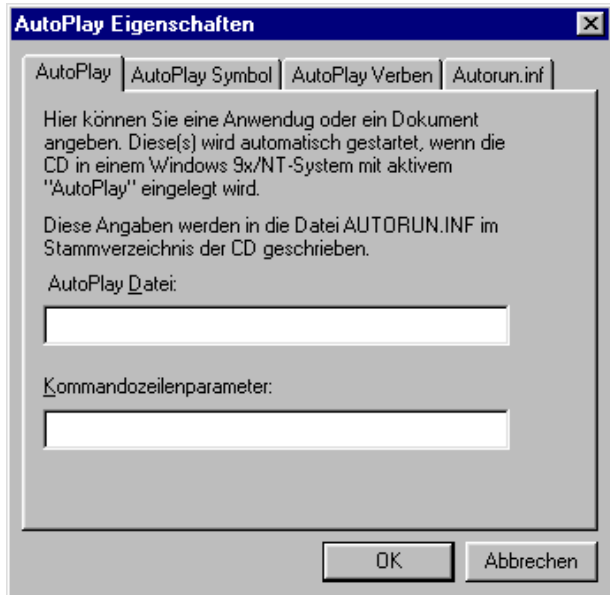 AutoPlay Eigenschaften
AutoPlay AutoPlay Symbol AutoPlay Verben Autorun.inf
Hier können Sie eine Anwendug oder ein Dokument
angeben. Diese(s) wird automatisch gestartet, wenn die
CD in einem Windows 9x/NT-System mit aktivem
"AutoPlay" eingelegt wird.
Diese Angaben werden in die Datei AUTORUN.INF im
Stammverzeichnis der CD geschrieben.
AutoPlay Datei:
Kommandozeilenparameter:
OK Abbrechen